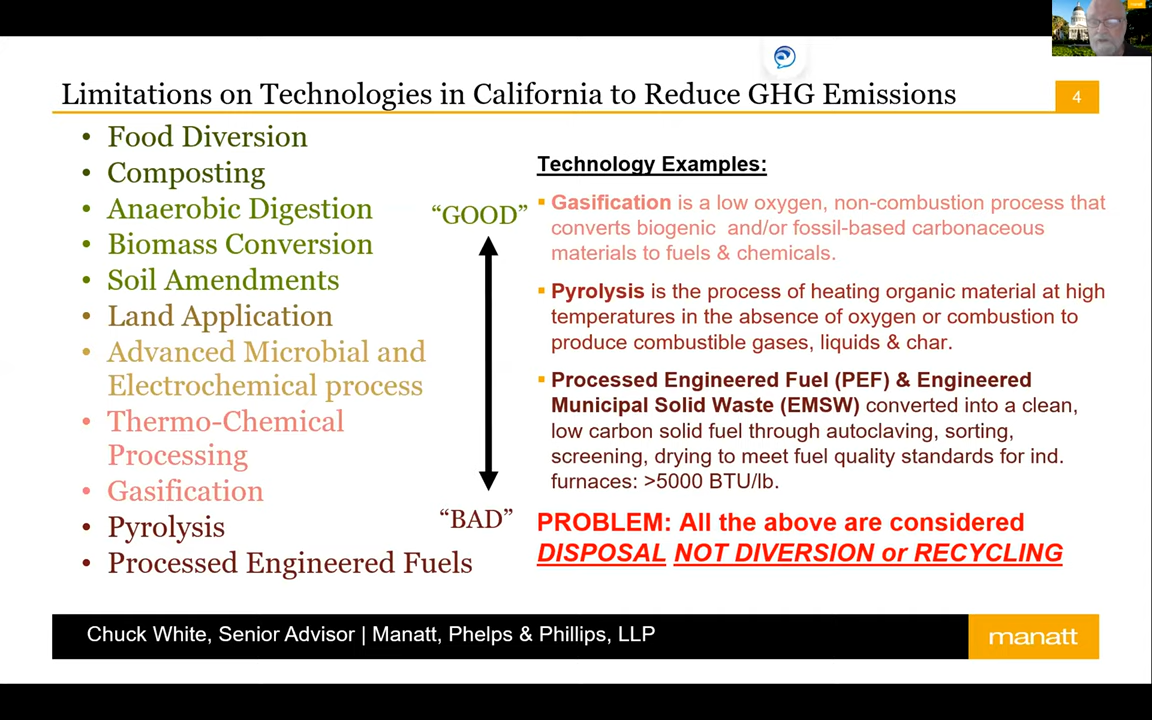 Limitations on Technologies in California to Reduce GHG Emissions
4
• Food Diversion
• Composting
• Anaerobic Digestion
• Biomass Conversion
• Soil Amendments
• Land Application
• Advanced Microbial and
Electrochemical process
• Thermo-Chemical
Processing
• Gasification
• Pyrolysis
• Processed Engineered Fuels
“GOOD”
“BAD”
Technology Examples:
▪ Gasification is a low oxygen, non-combustion process that
converts biogenic and/or fossil-based carbonaceous
materials to fuels & chemicals.
▪ Pyrolysis is the process of heating organic material at high
temperatures in the absence of oxygen or combustion to
produce combustible gases, liquids & char.
▪ Processed Engineered Fuel (PEF) & Engineered
Municipal Solid Waste (EMSW) converted into a clean,
low carbon solid fuel through autoclaving, sorting,
screening, drying to meet fuel quality standards for ind.
furnaces: >5000 BTU/lb.
PROBLEM: All the above are considered
DISPOSAL NOT DIVERSION or RECYCLING
Chuck White, Senior Advisor | Manatt, Phelps & Phillips, LLP
manatt